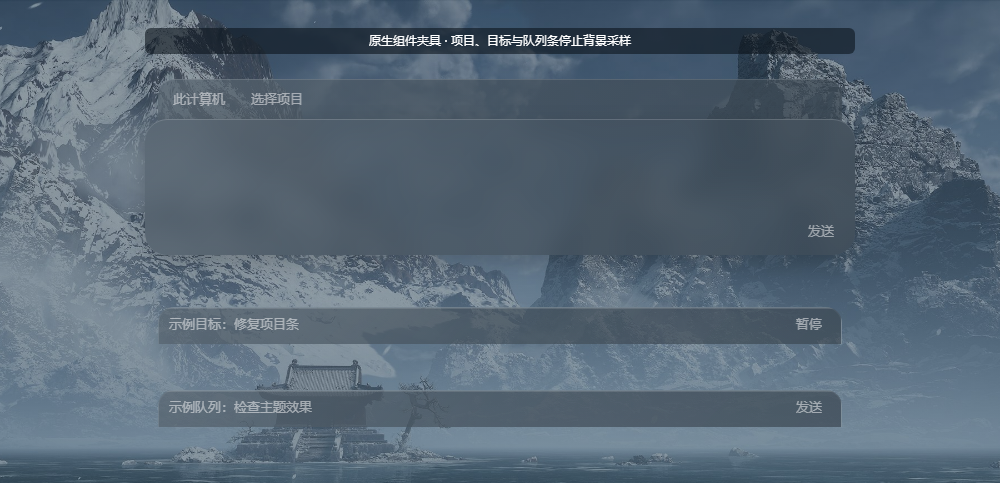 原生组件夹具 · 项目、目标与队列条停止背景采样
此计算机 选择项目
发送
示例目标：修复项目条 暂停
示例队列：检查主题效果 发送